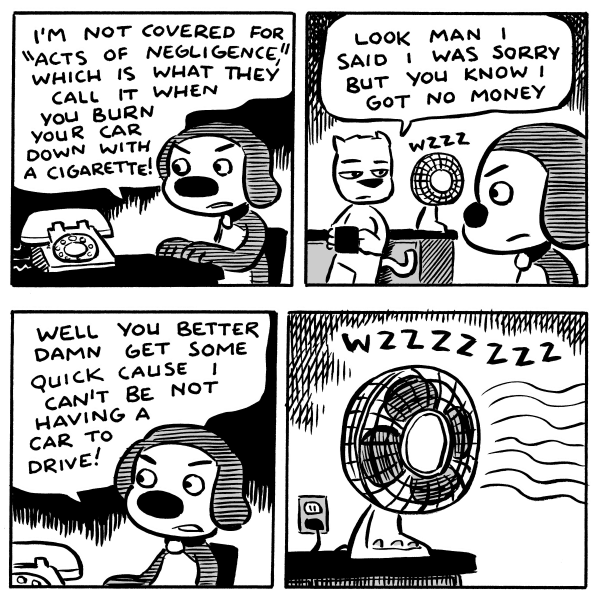 I'M NOT COVERED FOR
"ACTS OF NEGLIGENCE,"
WHICH IS WHAT THEY
CALL IT WHEN
YOU BURN
YOUR CAR
DOWN WITH
A CIGARETTE!
LOOK MAN I
SAID I WAS SORRY
BUT YOU KNOW I
GOT NO MONEY
WZZZ
WELL YOU BETTER
DAMN GET SOME
QUICK CAUSE I
CAN'T BE NOT
HAVING A
CAR TO
DRIVE!
WZZZZZZZ